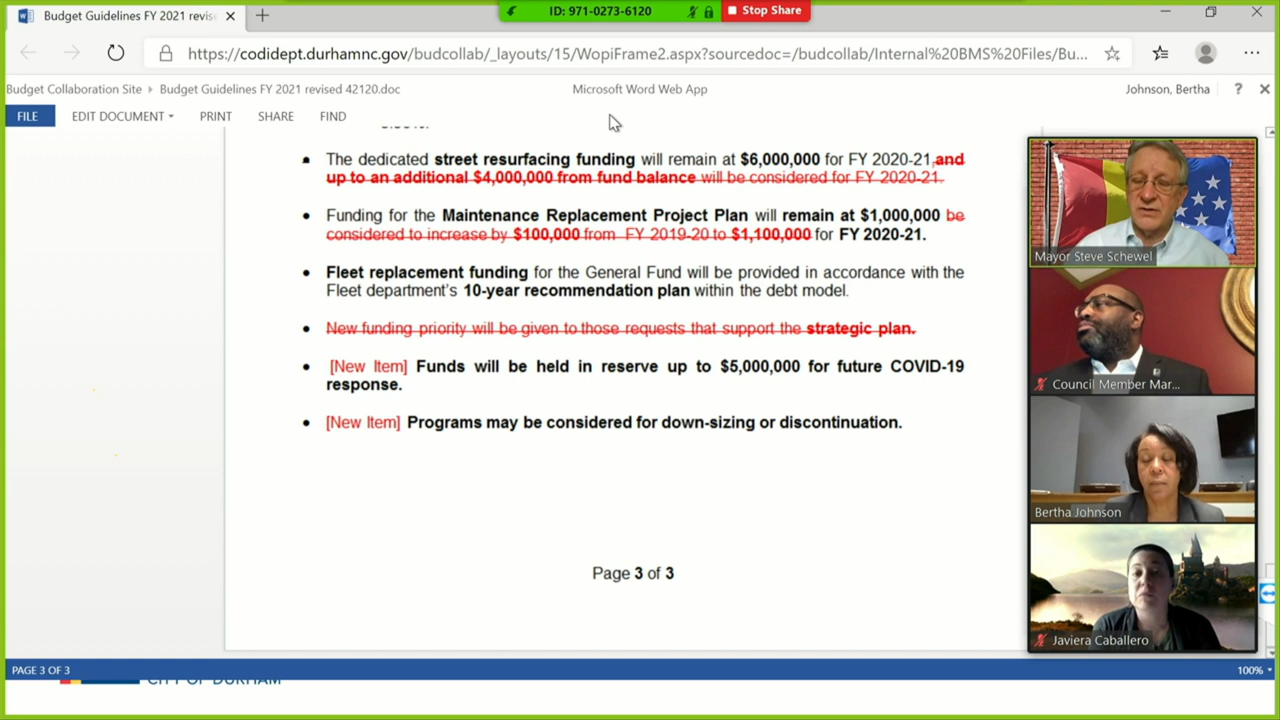 Budget Guidelines FY 2021 revis
ID: 971-0273-6120
Stop Share
https://codidept.durhamnc.gov/budcollab/_layouts/15/WopiFrame2.aspx?sourcedoc=/budcollab/Internal%20BMS%20Files/Bu...
Budget Collaboration Site
Budget Guidelines FY 2021 revised 42120.doc
Microsoft Word Web App
Johnson, Bertha
FILE
EDIT DOCUMENT
PRINT
SHARE
FIND
The dedicated street resurfacing funding will remain at $6,000,000 for FY 2020-21,and
up to an additional $4,000,000 from fund balance will be considered for FY 2020-21.
Funding for the Maintenance Replacement Project Plan will remain at $1,000,000 be
considered to increase by $100,000 from FY 2019-20 to $1,100,000 for FY 2020-21.
Fleet replacement funding for the General Fund will be provided in accordance with the
Fleet department's 10-year recommendation plan within the debt model.
New funding priority will be given to those requests that support the strategic plan.
[New Item] Funds will be held in reserve up to $5,000,000 for future COVID-19
response.
[New Item] Programs may be considered for down-sizing or discontinuation.
Page 3 of 3
Mayor Steve Schewel
Council Member Mar...
Bertha Johnson
Javiera Caballero
PAGE 3 OF 3
100%
CITY OF DURHAM